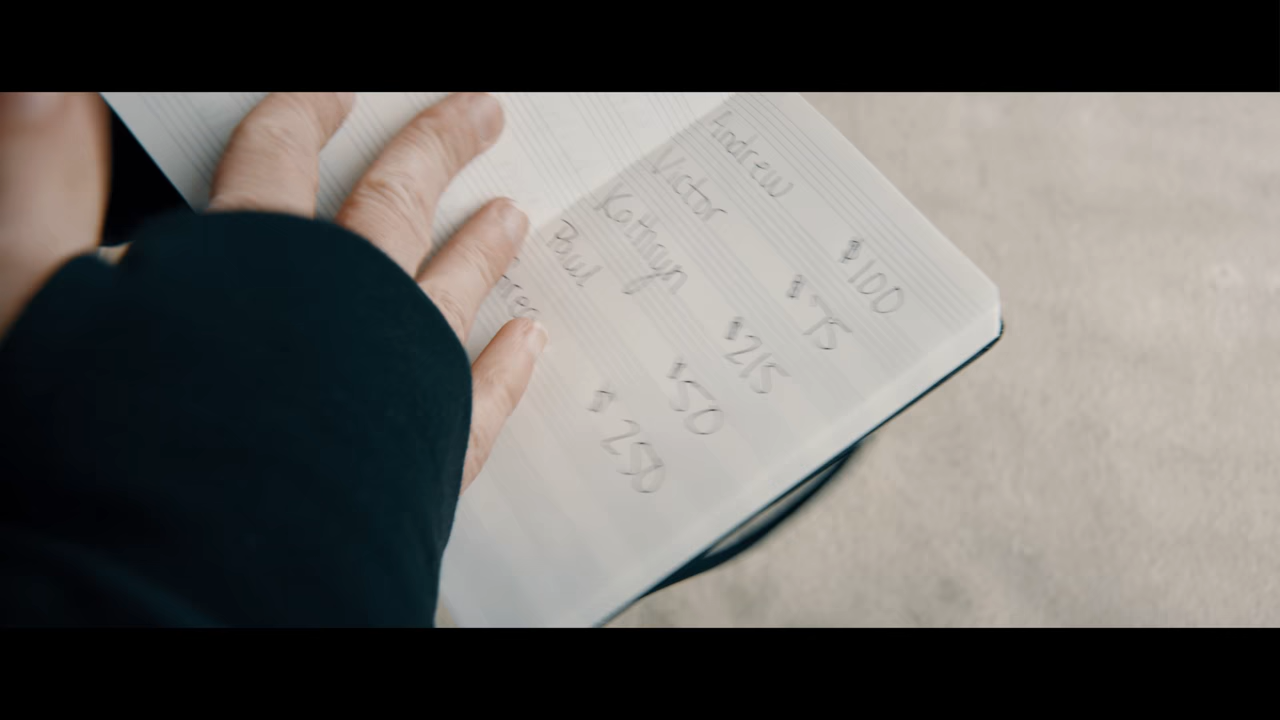 Andrew $100
Victor $75
Kathryn $215
Paul $50
$250